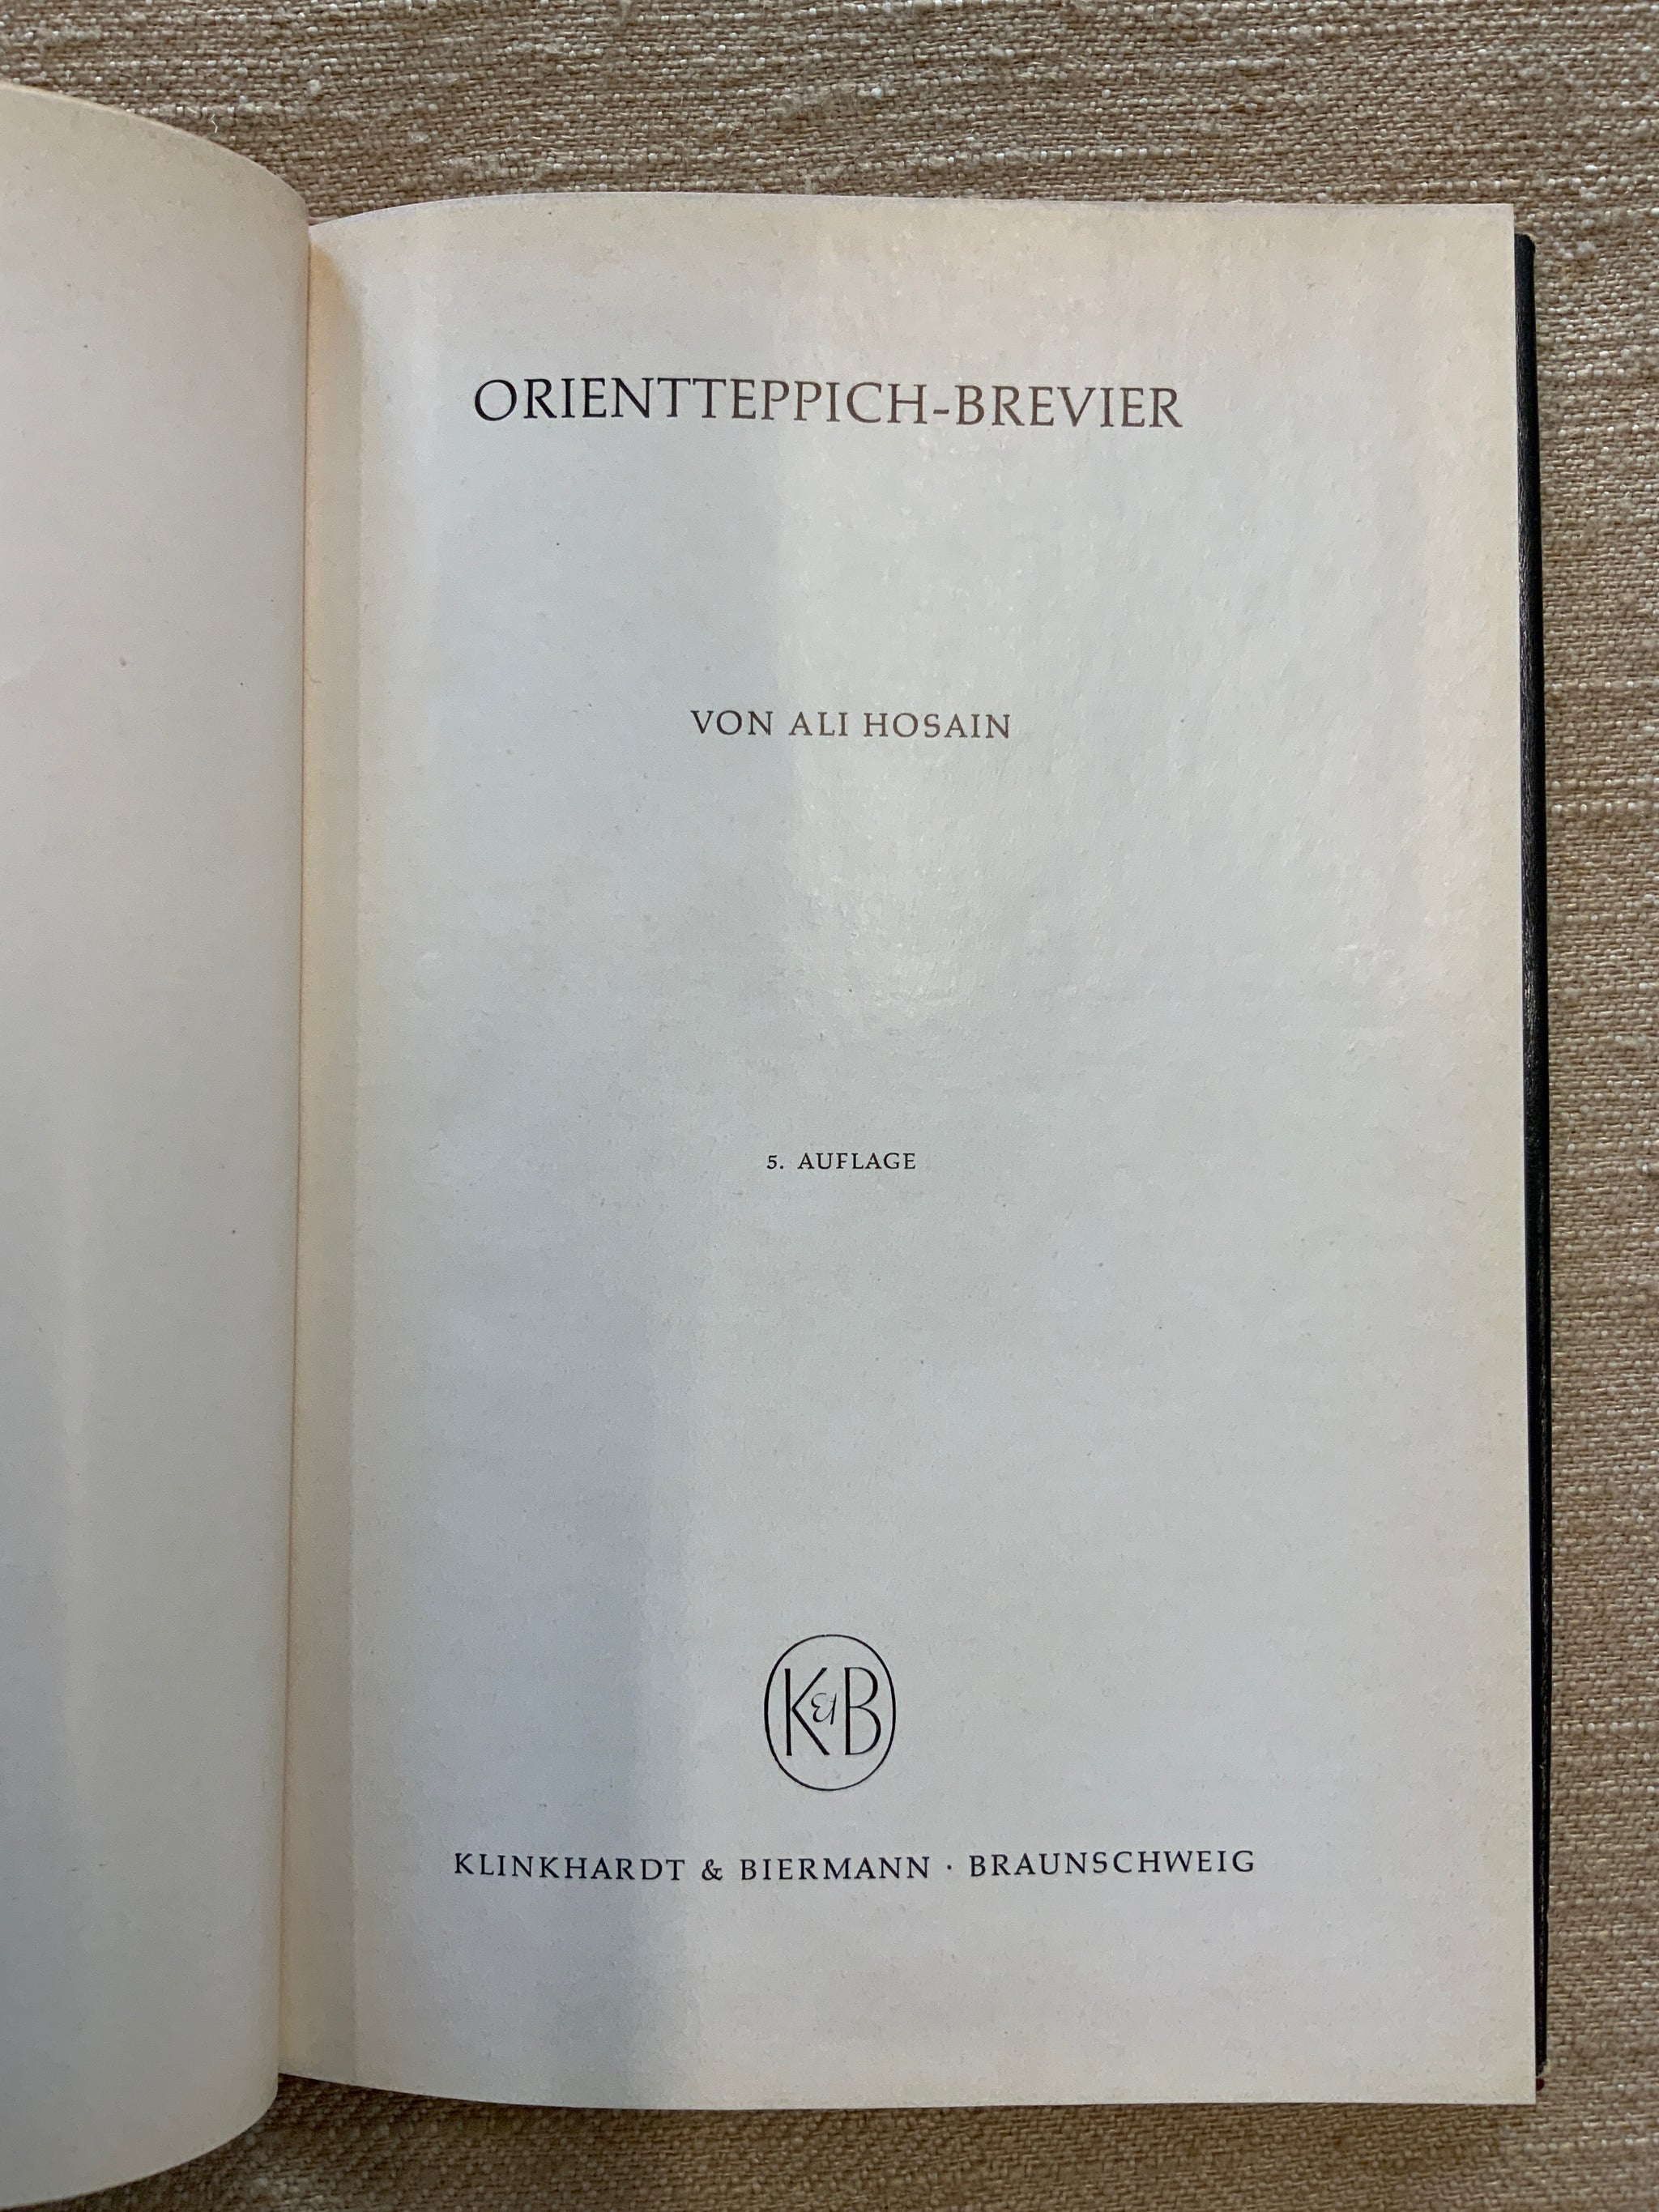 ORIENTTEPPICH-BREVIER
VON ALI HOSAIN
5. AUFLAGE
K&B
KLINKHARDT & BIERMANN · BRAUNSCHWEIG